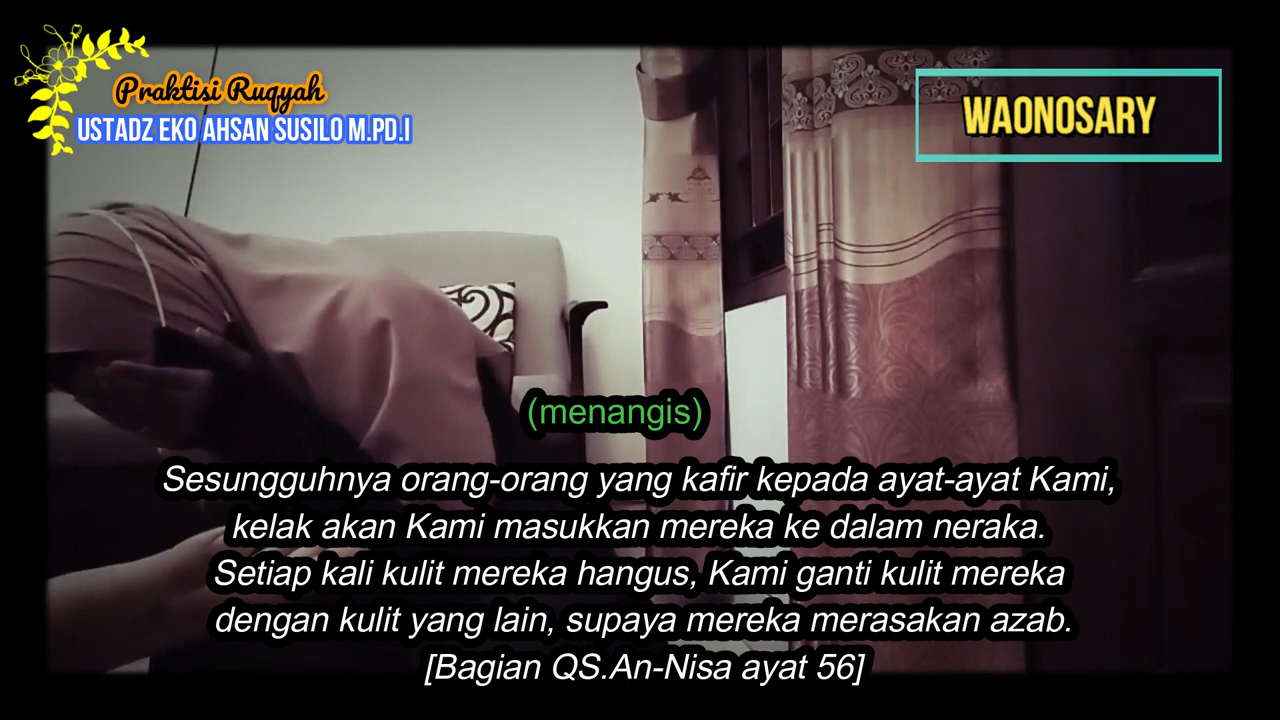 Praktisi Ruqyah
USTADZ EKO AHSAN SUSILO M.PD.I
WAONOSARY
(menangis)
Sesungguhnya orang-orang yang kafir kepada ayat-ayat Kami,
kelak akan Kami masukkan mereka ke dalam neraka.
Setiap kali kulit mereka hangus, Kami ganti kulit mereka
dengan kulit yang lain, supaya mereka merasakan azab.
[Bagian QS.An-Nisa ayat 56]